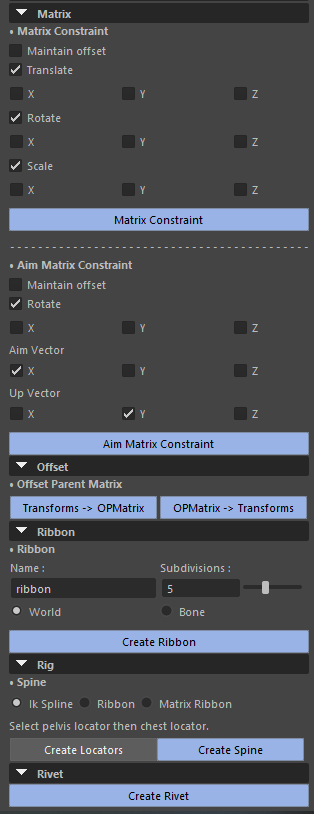 Matrix
• Matrix Constraint
Maintain offset
Translate
X Y Z
Rotate
X Y Z
Scale
X Y Z
Matrix Constraint
• Aim Matrix Constraint
Maintain offset
Rotate
X Y Z
Aim Vector
X Y Z
Up Vector
X Y Z
Aim Matrix Constraint
Offset
• Offset Parent Matrix
Transforms -> OPMatrix OPMatrix -> Transforms
Ribbon
• Ribbon
Name : Subdivisions :
ribbon 5
World Bone
Create Ribbon
Rig
• Spine
Ik Spline Ribbon Matrix Ribbon
Select pelvis locator then chest locator.
Create Locators Create Spine
Rivet
Create Rivet